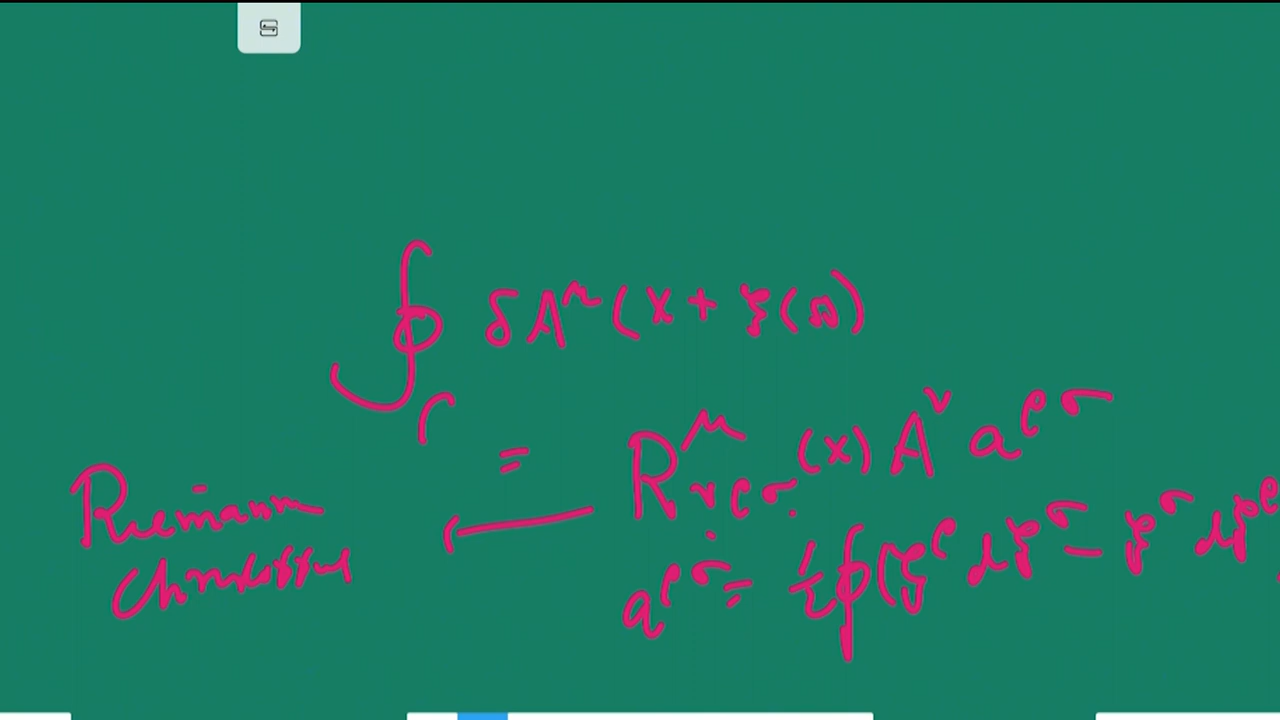 ∮_Γ δA^μ(x + ξ(s))
= R^μ_νρσ(x) A^ν a^ρσ
Riemann
Christoffel
a^ρσ = 1/2 ∮(ξ^ρ dξ^σ - ξ^σ dξ^ρ